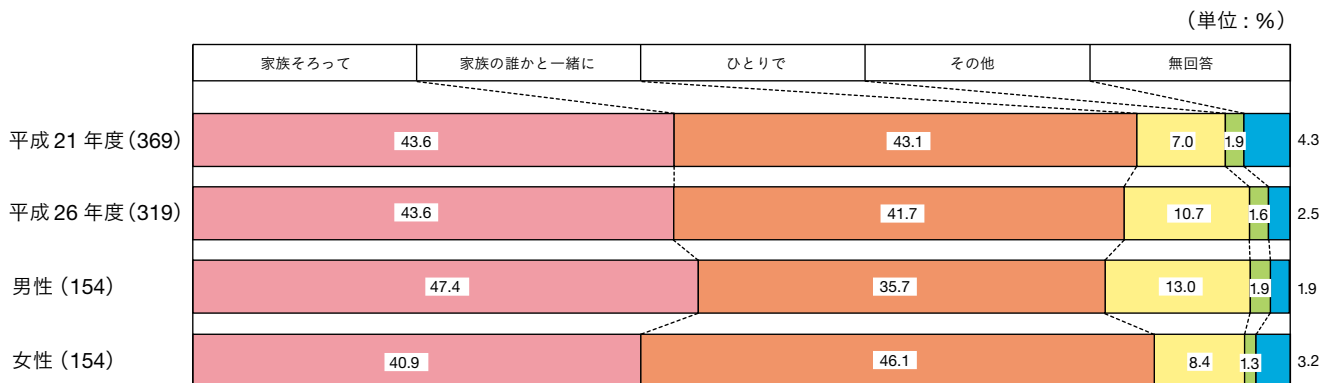 （単位：%）
家族そろって 家族の誰かと一緒に ひとりで その他 無回答
平成 21 年度（369） 43.6 43.1 7.0 1.9 4.3
平成 26 年度（319） 43.6 41.7 10.7 1.6 2.5
男性（154） 47.4 35.7 13.0 1.9 1.9
女性（154） 40.9 46.1 8.4 1.3 3.2